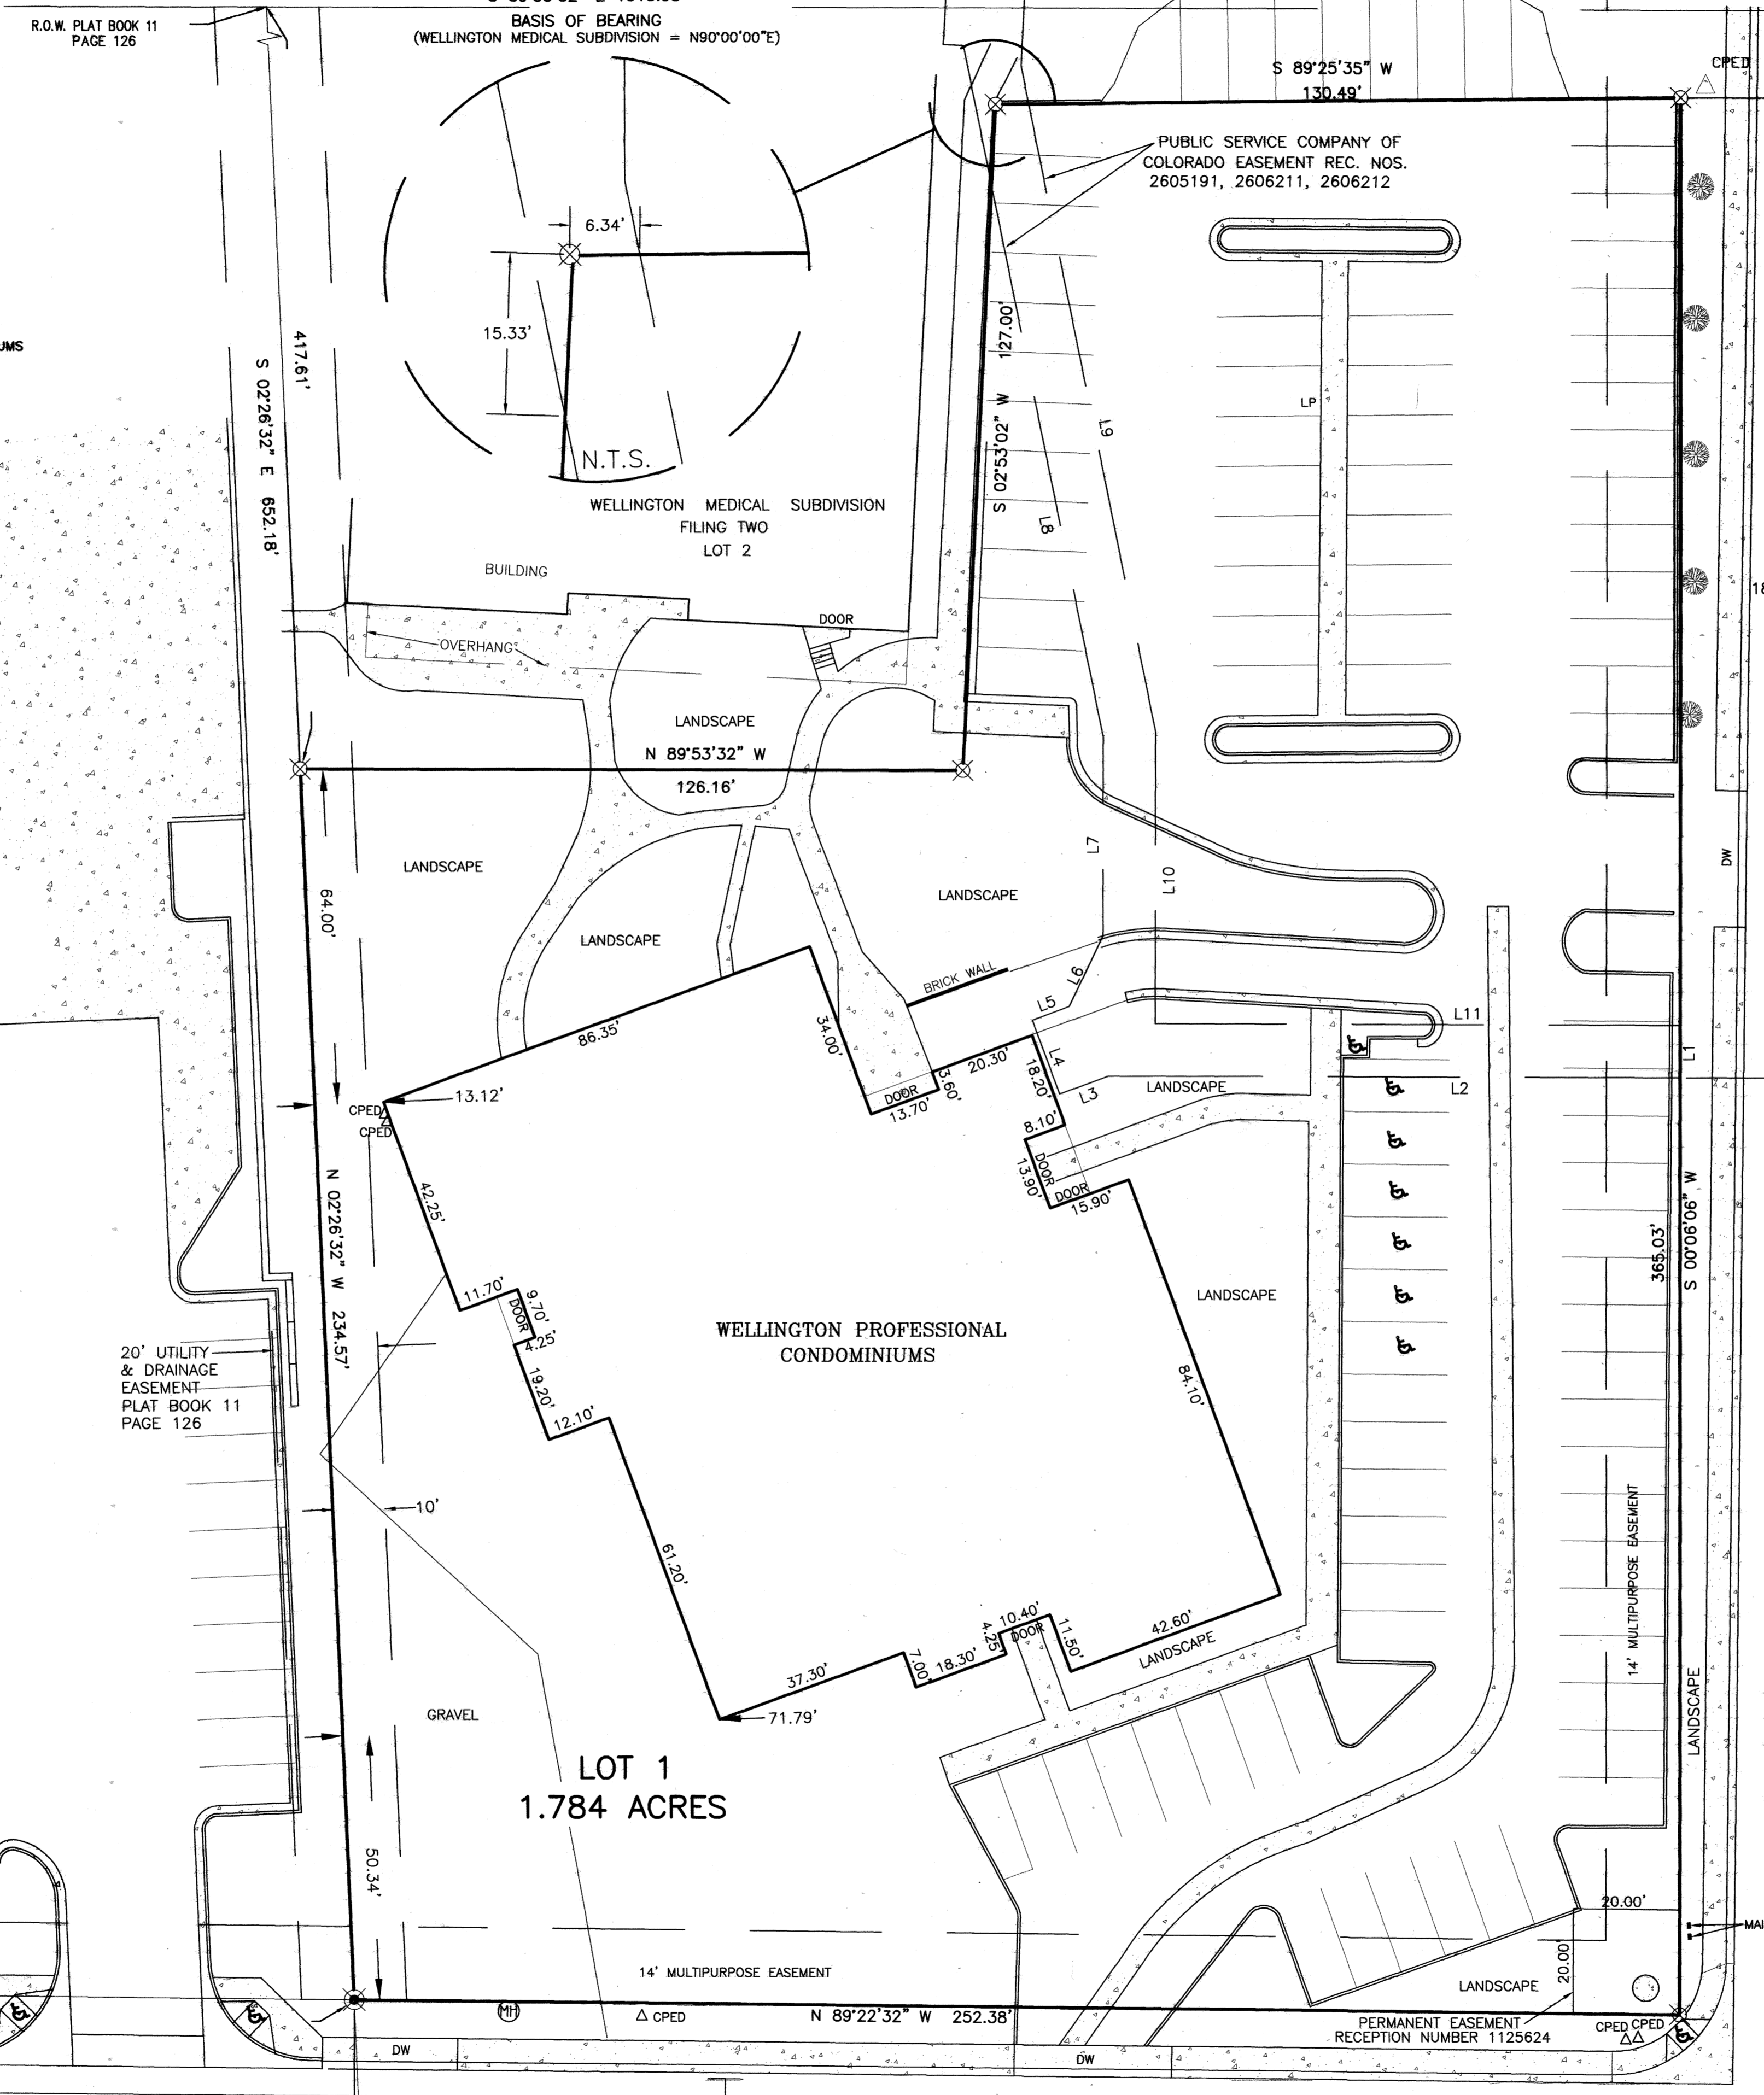 R.O.W. PLAT BOOK 11
PAGE 126
BASIS OF BEARING
(WELLINGTON MEDICAL SUBDIVISION = N90°00'00"E)
S 89°25'35" W
130.49'
CPED
PUBLIC SERVICE COMPANY OF
COLORADO EASEMENT REC. NOS.
2605191, 2606211, 2606212
6.34'
15.33'
N.T.S.
417.61'
S 02°26'32" E 652.18'
S 02°53'02" W 127.00'
LP
L9
L8
WELLINGTON MEDICAL SUBDIVISION
FILING TWO
LOT 2
BUILDING
DOOR
OVERHANG
LANDSCAPE
N 89°53'32" W
126.16'
DW
L7
L10
LANDSCAPE
LANDSCAPE
LANDSCAPE
64.00'
BRICK WALL
L6
L5
L11
L1
86.35'
34.00'
20.30'
L4
18.20'
L3
LANDSCAPE
L2
3.60'
DOOR
13.70'
13.12'
CPED
CPED
8.10'
DOOR
13.90'
DOOR
15.90'
42.25'
N 02°26'32" W 234.57'
365.03'
S 00°06'06" W
11.70'
9.70'
DOOR
4.25'
19.20'
12.10'
LANDSCAPE
WELLINGTON PROFESSIONAL
CONDOMINIUMS
84.10'
20' UTILITY
& DRAINAGE
EASEMENT
PLAT BOOK 11
PAGE 126
10'
61.20'
14' MULTIPURPOSE EASEMENT
10.40'
DOOR
4.25'
11.50'
42.60'
LANDSCAPE
7.00'
18.30'
37.30'
71.79'
GRAVEL
LANDSCAPE
LOT 1
1.784 ACRES
50.34'
20.00'
20.00'
14' MULTIPURPOSE EASEMENT
LANDSCAPE
MH
CPED
N 89°22'32" W 252.38'
PERMANENT EASEMENT
RECEPTION NUMBER 1125624
CPED CPED
DW
DW